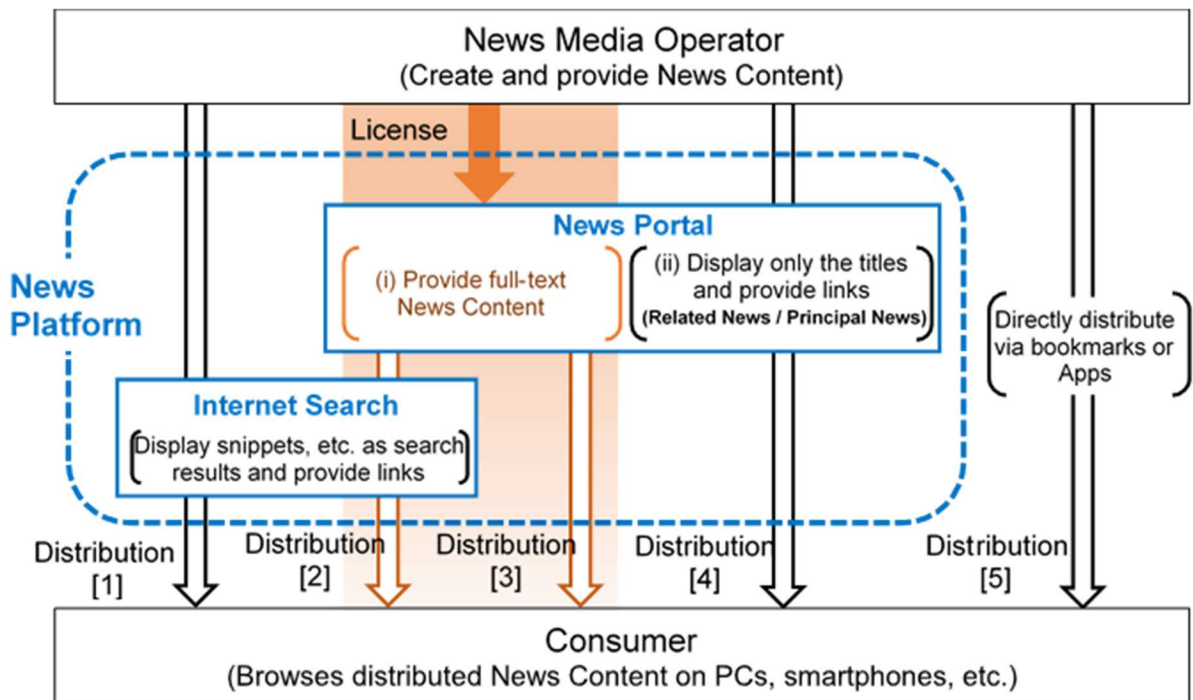 News Media Operator
(Create and provide News Content)
License
News Portal
(i) Provide full-text
News Content
(ii) Display only the titles
and provide links
(Related News / Principal News)
News
Platform
Directly distribute
via bookmarks or
Apps
Internet Search
Display snippets, etc. as search
results and provide links
Distribution
[1]
Distribution
[2]
Distribution
[3]
Distribution
[4]
Distribution
[5]
Consumer
(Browses distributed News Content on PCs, smartphones, etc.)